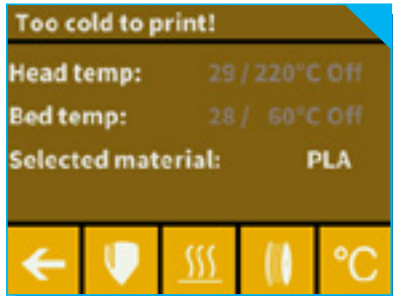 Too cold to print!
Head temp: 29 / 220°C Off
Bed temp: 28 / 60°C Off
Selected material: PLA
°C